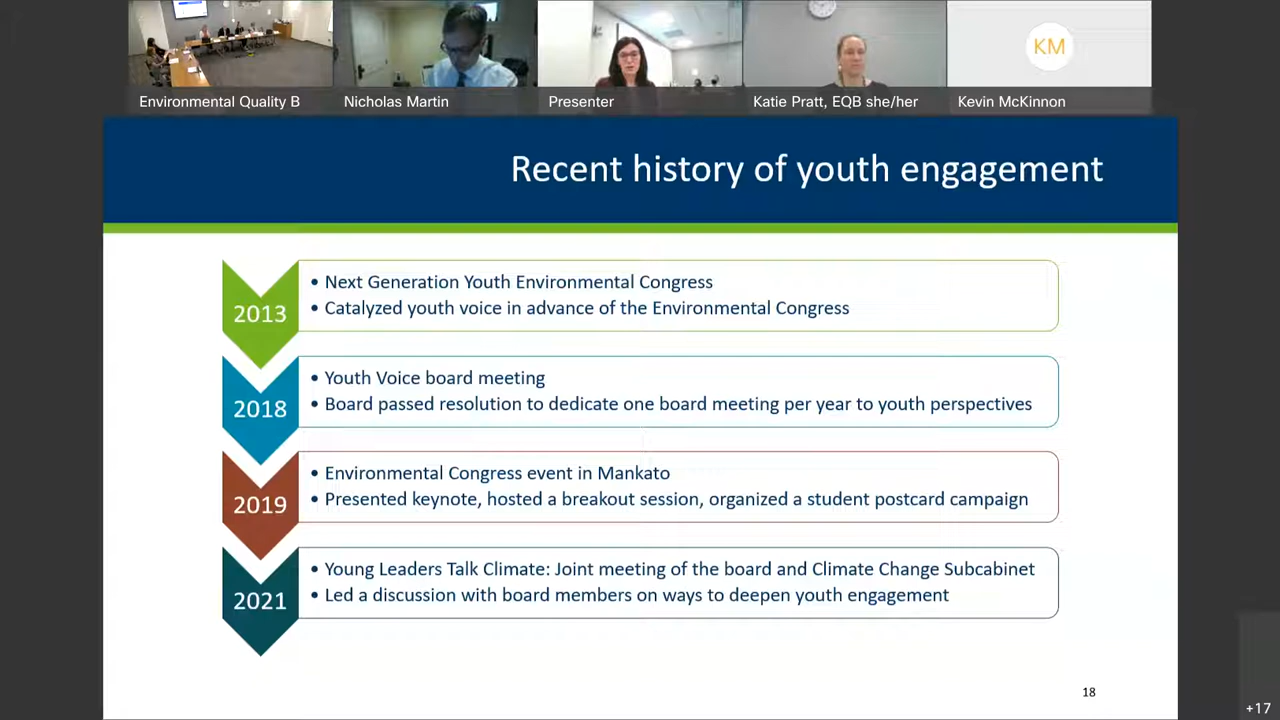 KM
Environmental Quality B
Nicholas Martin
Presenter
Katie Pratt, EQB she/her
Kevin McKinnon
Recent history of youth engagement
2013
• Next Generation Youth Environmental Congress
• Catalyzed youth voice in advance of the Environmental Congress
2018
• Youth Voice board meeting
• Board passed resolution to dedicate one board meeting per year to youth perspectives
2019
• Environmental Congress event in Mankato
• Presented keynote, hosted a breakout session, organized a student postcard campaign
2021
• Young Leaders Talk Climate: Joint meeting of the board and Climate Change Subcabinet
• Led a discussion with board members on ways to deepen youth engagement
18
+17